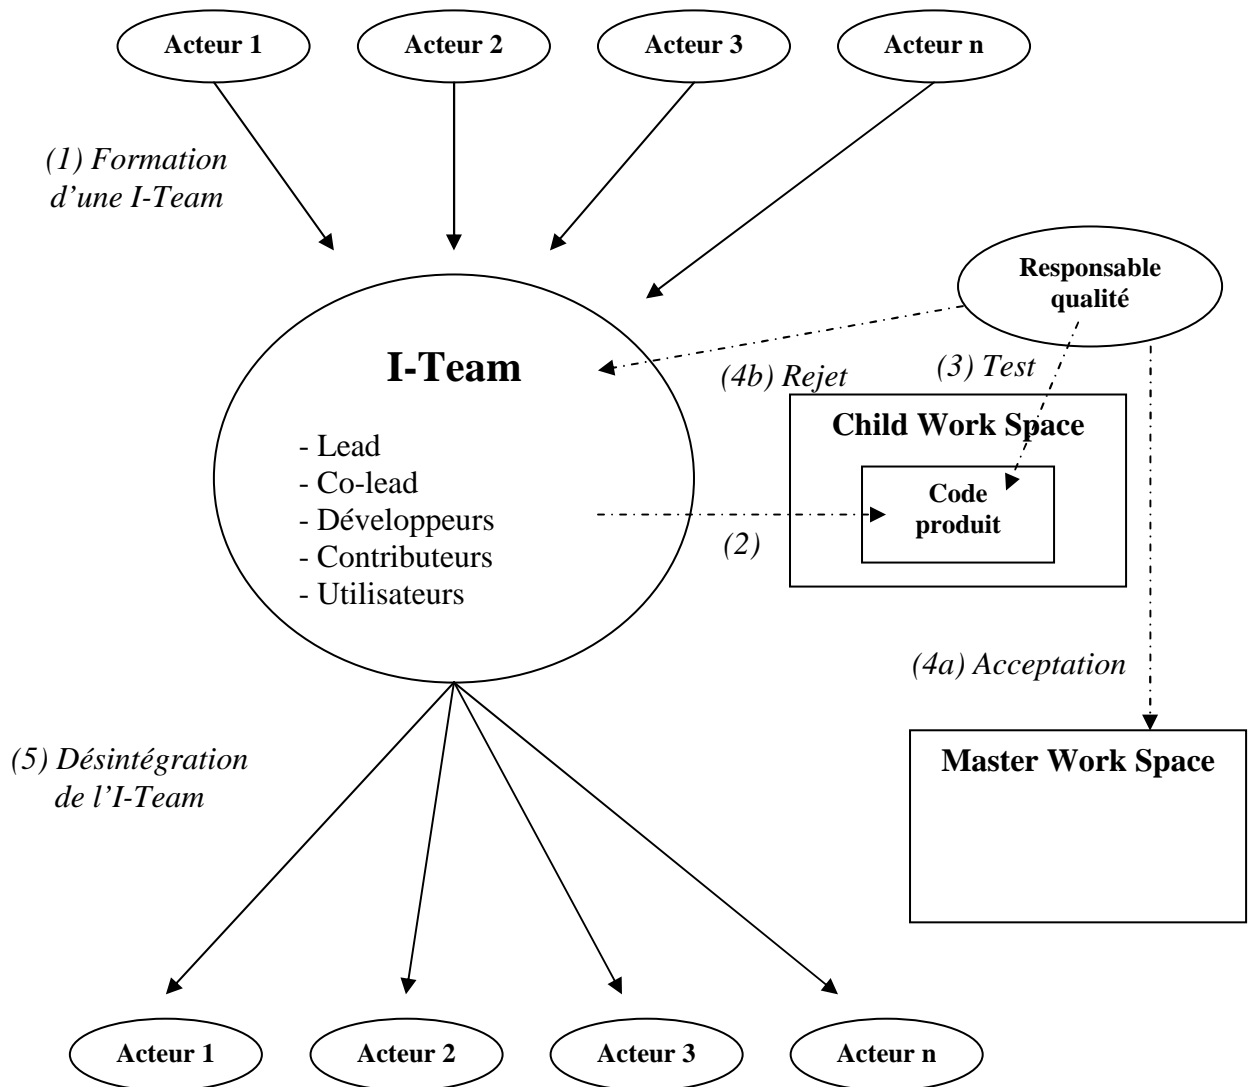 Acteur 1
Acteur 2
Acteur 3
Acteur n
(1) Formation
d’une I-Team
Responsable
qualité
I-Team
(4b) Rejet
(3) Test
Child Work Space
- Lead
- Co-lead
- Développeurs
- Contributeurs
- Utilisateurs
Code
produit
(2)
(4a) Acceptation
(5) Désintégration
de l’I-Team
Master Work Space
Acteur 1
Acteur 2
Acteur 3
Acteur n